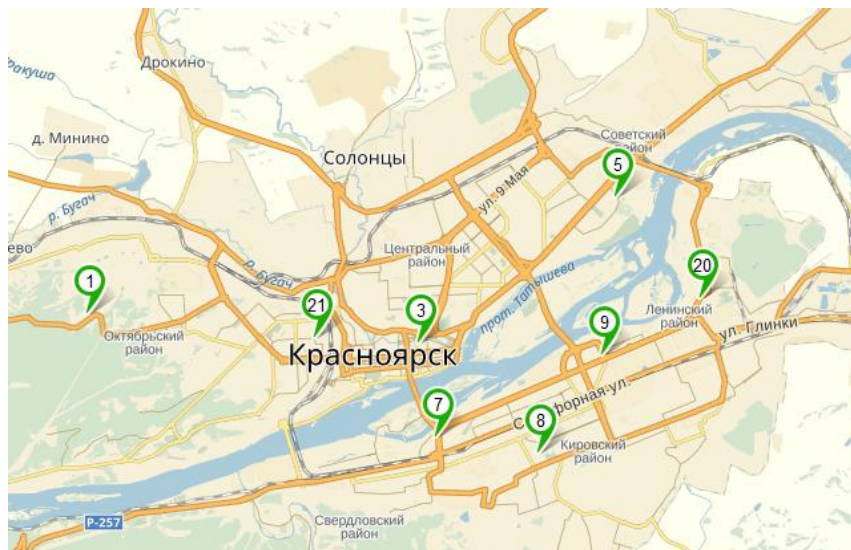 Дрокино
д. Минино
Солонцы
Советский
район
5
ул. 9 Мая
р. Бугач
Центральный
район
р. Бугач
1
21
3
прот. Татышева
20
Октябрьский
район
Ленинский
район
9
ул. Глинки
Красноярск
7
8
Кировский
район
Р-257
Свердловский
район